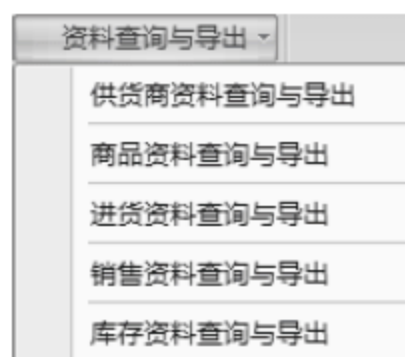 资料查询与导出
供货商资料查询与导出
商品资料查询与导出
进货资料查询与导出
销售资料查询与导出
库存资料查询与导出